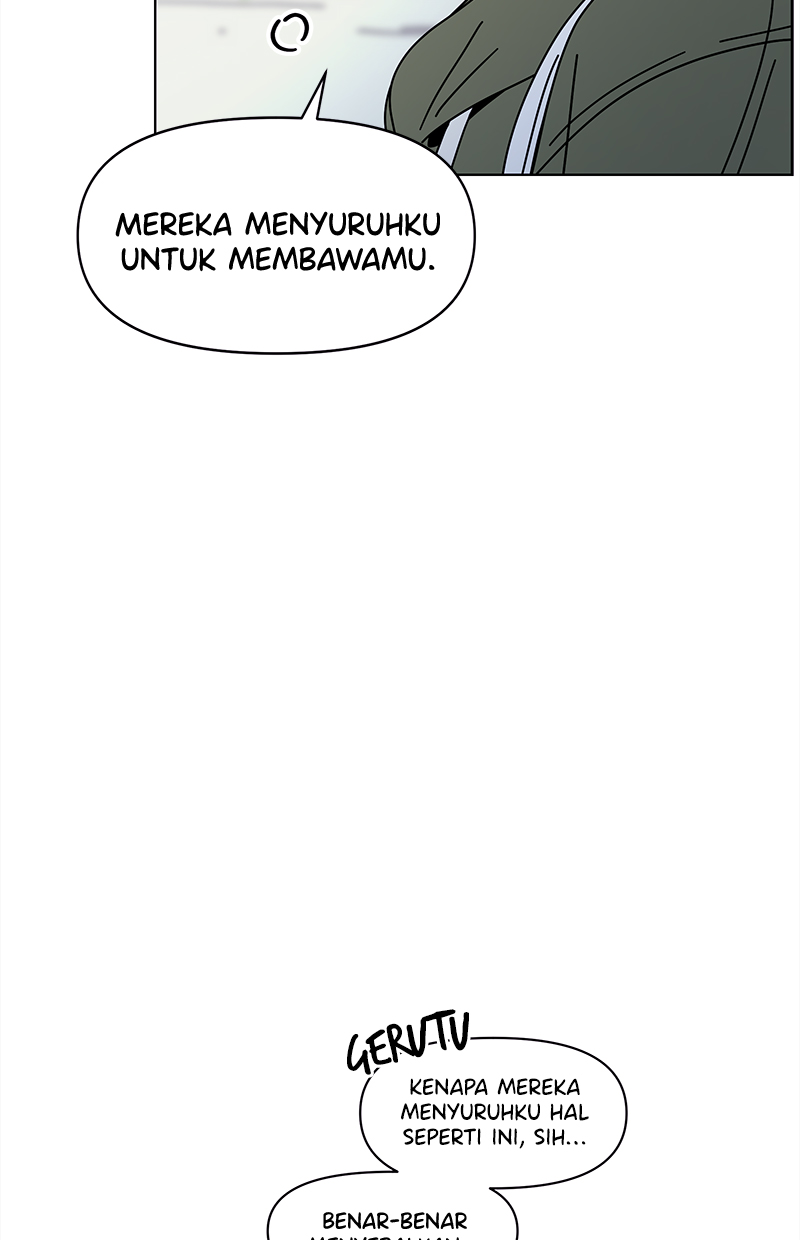 MEREKA MENYURUHKU
UNTUK MEMBAWAMU.
GERUTU
KENAPA MEREKA
MENYURUHKU HAL
SEPERTI INI, SIH...
BENAR-BENAR